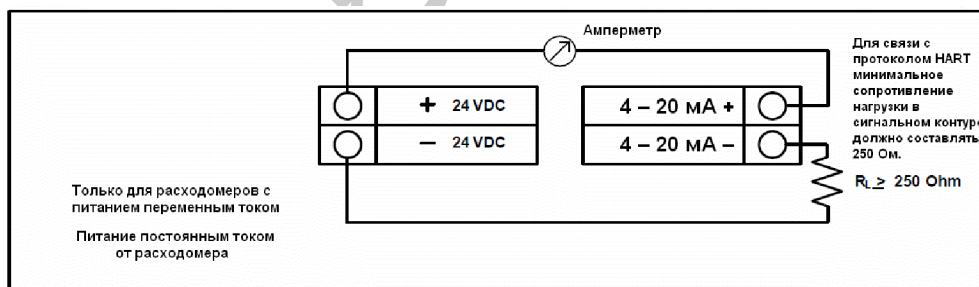 Амперметр
Для связи с
протоколом HART
минимальное
сопротивление
нагрузки в
сигнальном контуре
должно составлять
250 Ом.
+ 24 VDC
4 – 20 мА +
– 24 VDC
4 – 20 мА –
RL ≥ 250 Ohm
Только для расходомеров с
питанием переменным током
Питание постоянным током
от расходомера